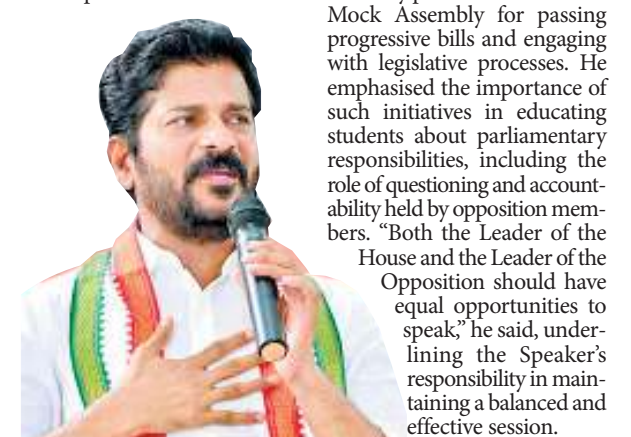 Mock Assembly for passing
progressive bills and engaging
with legislative processes. He
emphasised the importance of
such initiatives in educating
students about parliamentary
responsibilities, including the
role of questioning and account-
ability held by opposition mem-
bers. “Both the Leader of the
House and the Leader of the
Opposition should have
equal opportunities to
speak,” he said, under-
lining the Speaker’s
responsibility in main-
taining a balanced and
effective session.